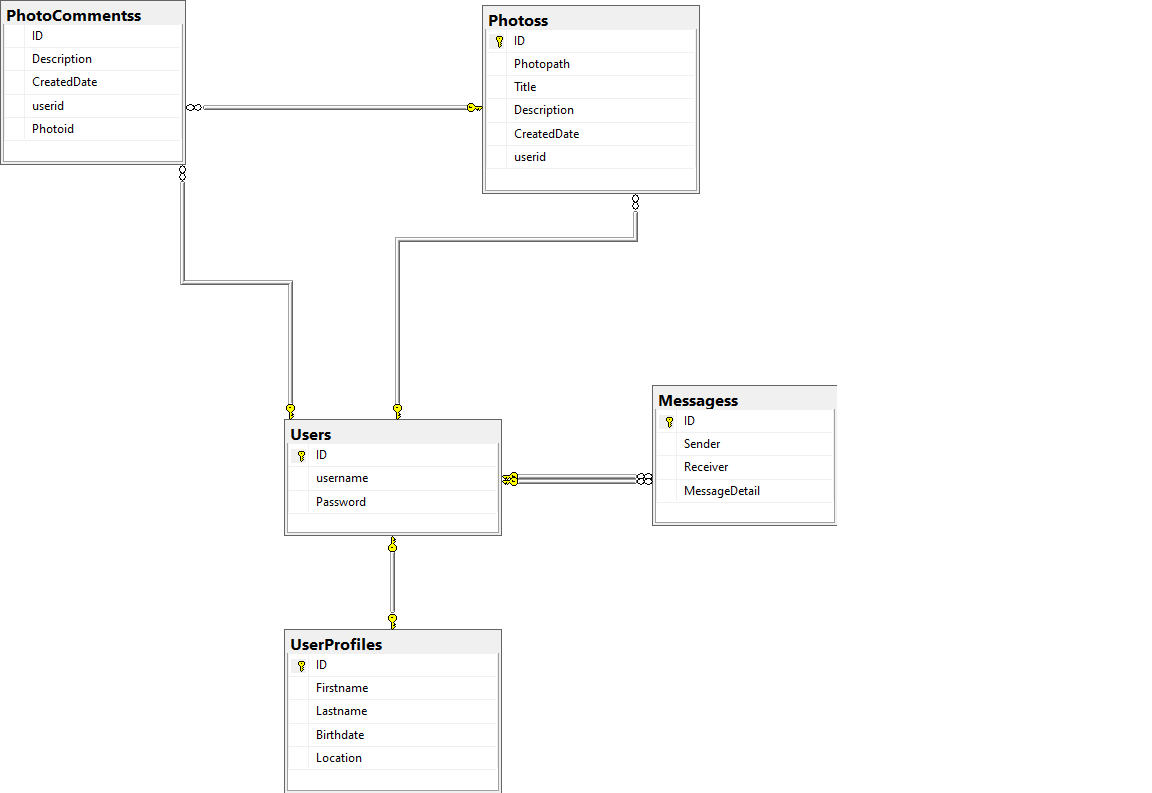 PhotoCommentss
ID
Description
CreatedDate
userid
Photoid
Photoss
ID
Photopath
Title
Description
CreatedDate
userid
Users
ID
username
Password
Messagess
ID
Sender
Receiver
MessageDetail
UserProfiles
ID
Firstname
Lastname
Birthdate
Location